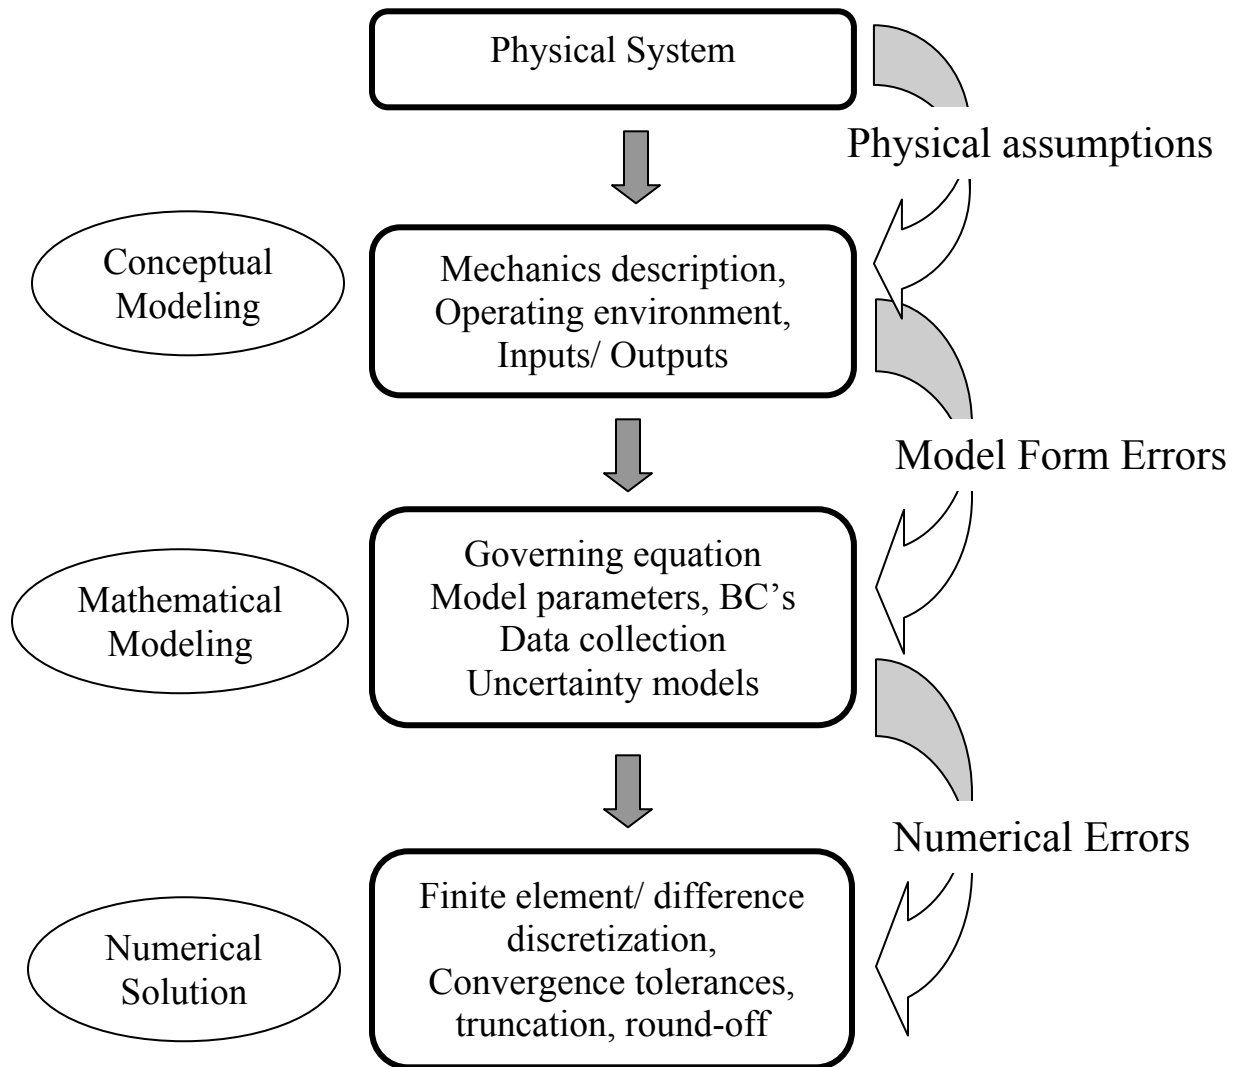 Physical System
Physical assumptions
Conceptual
Modeling
Mechanics description,
Operating environment,
Inputs/ Outputs
Model Form Errors
Mathematical
Modeling
Governing equation
Model parameters, BC’s
Data collection
Uncertainty models
Numerical Errors
Numerical
Solution
Finite element/ difference
discretization,
Convergence tolerances,
truncation, round-off